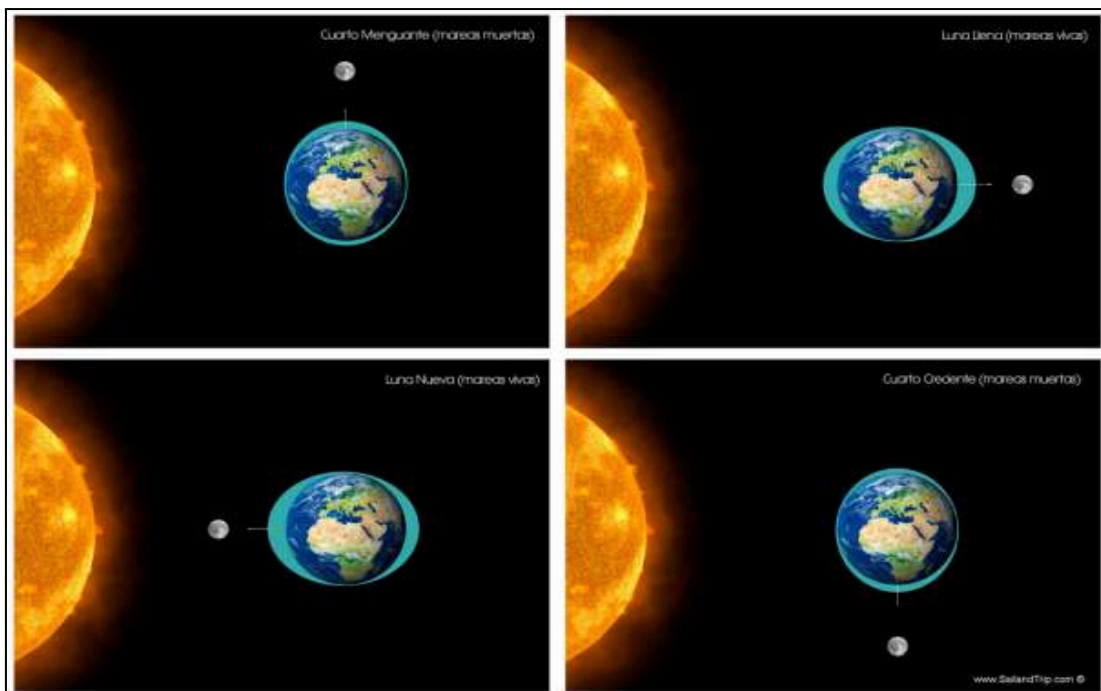 Cuarto Menguante (mareas muertas)
Luna Llena (mareas vivas)
Luna Nueva (mareas vivas)
Cuarto Creciente (mareas muertas)
www.SailandTrip.com ©